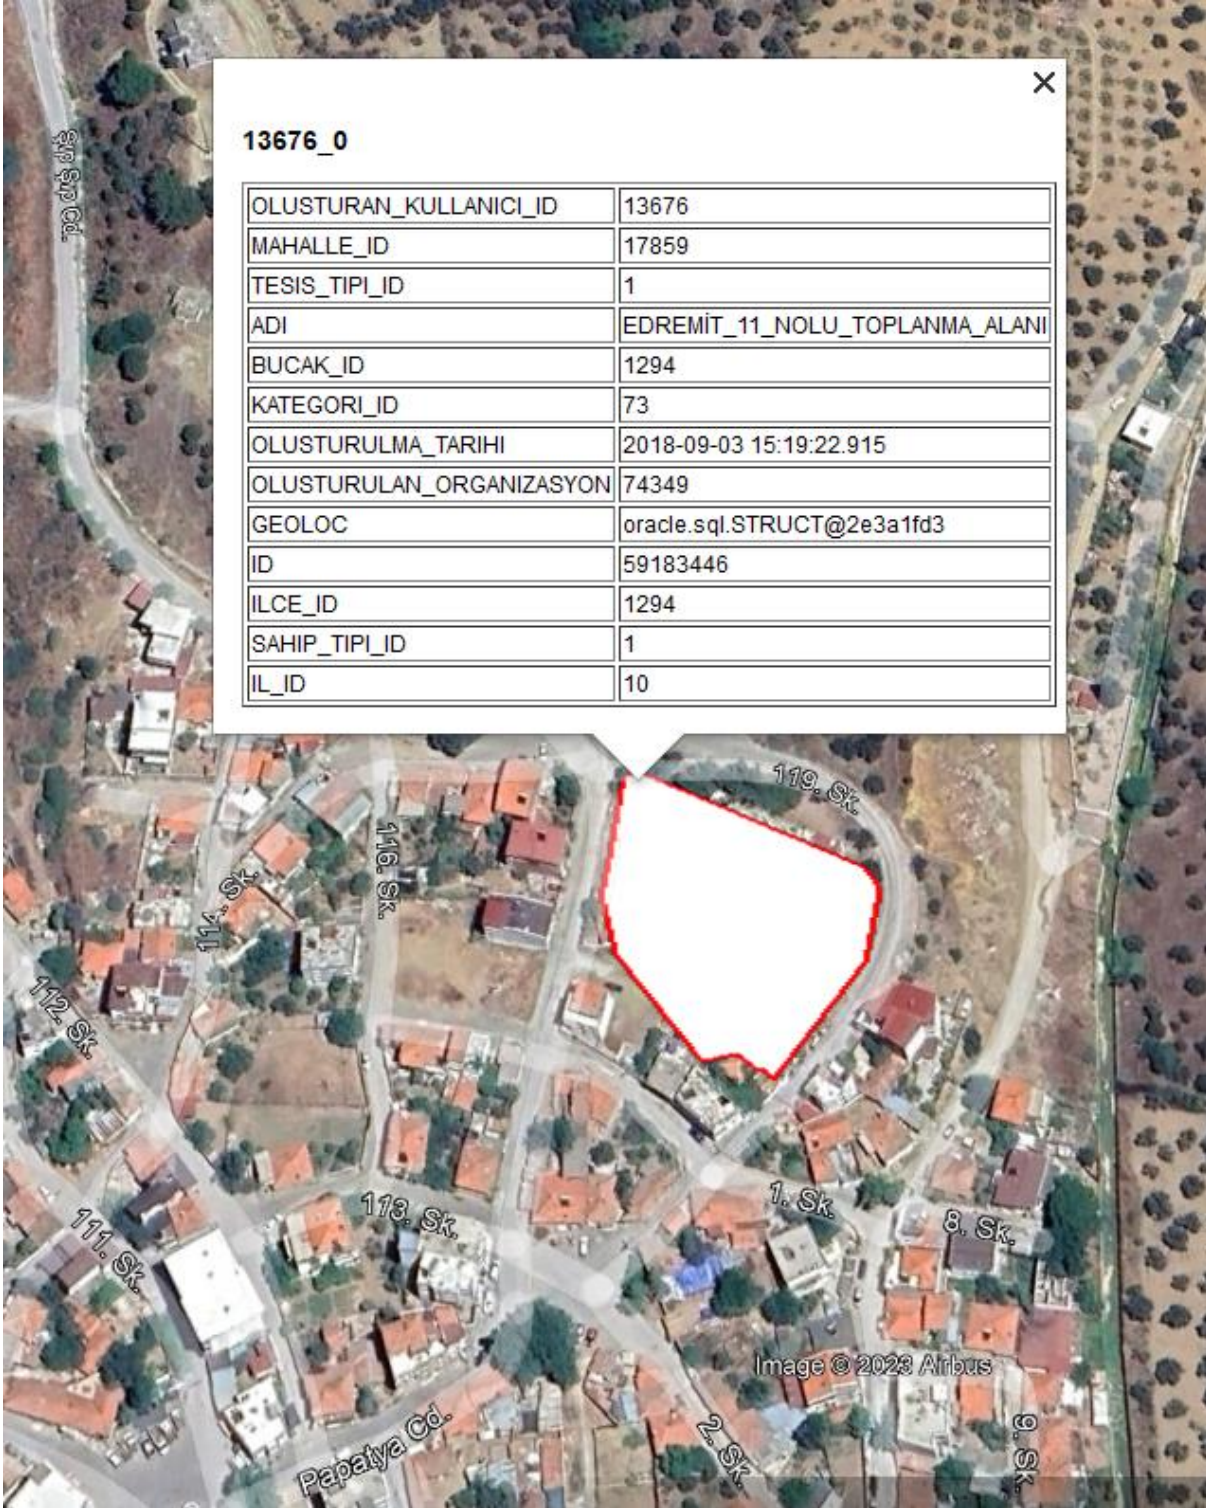 13676_0
OLUSTURAN_KULLANICI_ID 13676
MAHALLE_ID 17859
TESIS_TIPI_ID 1
ADI EDREMİT_11_NOLU_TOPLANMA_ALANI
BUCAK_ID 1294
KATEGORI_ID 73
OLUSTURULMA_TARIHI 2018-09-03 15:19:22.915
OLUSTURULAN_ORGANIZASYON 74349
GEOLOC oracle.sql.STRUCT@2e3a1fd3
ID 59183446
ILCE_ID 1294
SAHIP_TIPI_ID 1
IL_ID 10
Şıp Şıp Cd.
119. Sk.
116. Sk.
114. Sk.
112. Sk.
113. Sk.
1. Sk.
8. Sk.
111. Sk.
Image © 2023 Airbus
Papatya Cd.
2. Sk.
9. Sk.